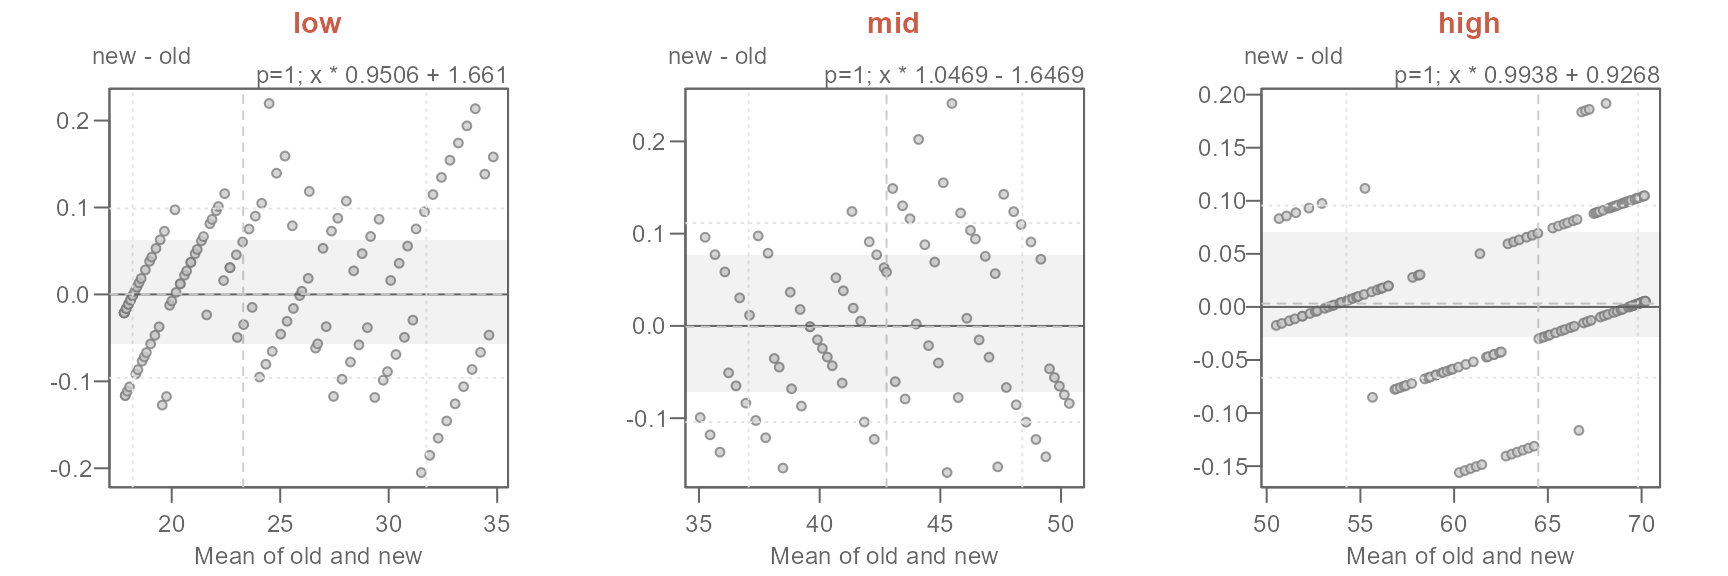 low
new - old
p=1; x * 0.9506 + 1.661
0.2
0.1
0.0
-0.1
-0.2
20 25 30 35
Mean of old and new
mid
new - old
p=1; x * 1.0469 - 1.6469
0.2
0.1
0.0
-0.1
35 40 45 50
Mean of old and new
high
new - old
p=1; x * 0.9938 + 0.9268
0.20
0.15
0.10
0.05
0.00
-0.05
-0.10
-0.15
50 55 60 65 70
Mean of old and new